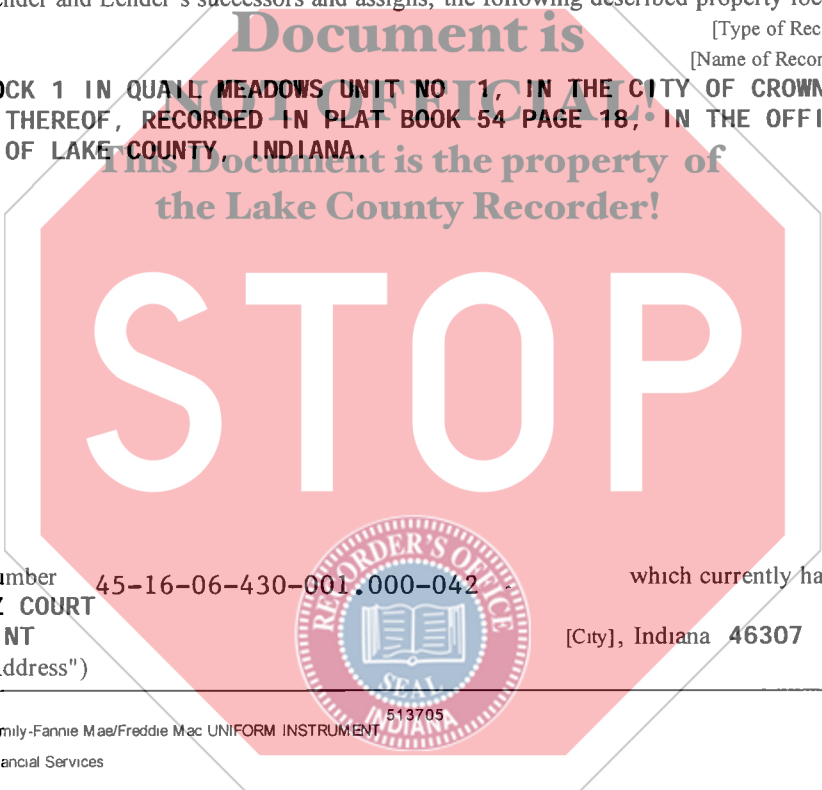 ender and Lender's successors and assigns, the following described property loc
Document is
[Type of Rec
[Name of Recor
OCK 1 IN QUAIL MEADOWS UNIT NO 1, IN THE CITY OF CROWN
NOT OFFICIAL!
THEREOF, RECORDED IN PLAT BOOK 54 PAGE 18, IN THE OFFI
OF LAKE COUNTY, INDIANA.
This Document is the property of
the Lake County Recorder!
STOP
RECORDER'S OFFICE
umber 45-16-06-430-001.000-042 which currently ha
Z COURT
NT [City], Indiana 46307
ddress")
SEAL
INDIANA
513705
mily-Fannie Mae/Freddie Mac UNIFORM INSTRUMENT
ancial Services